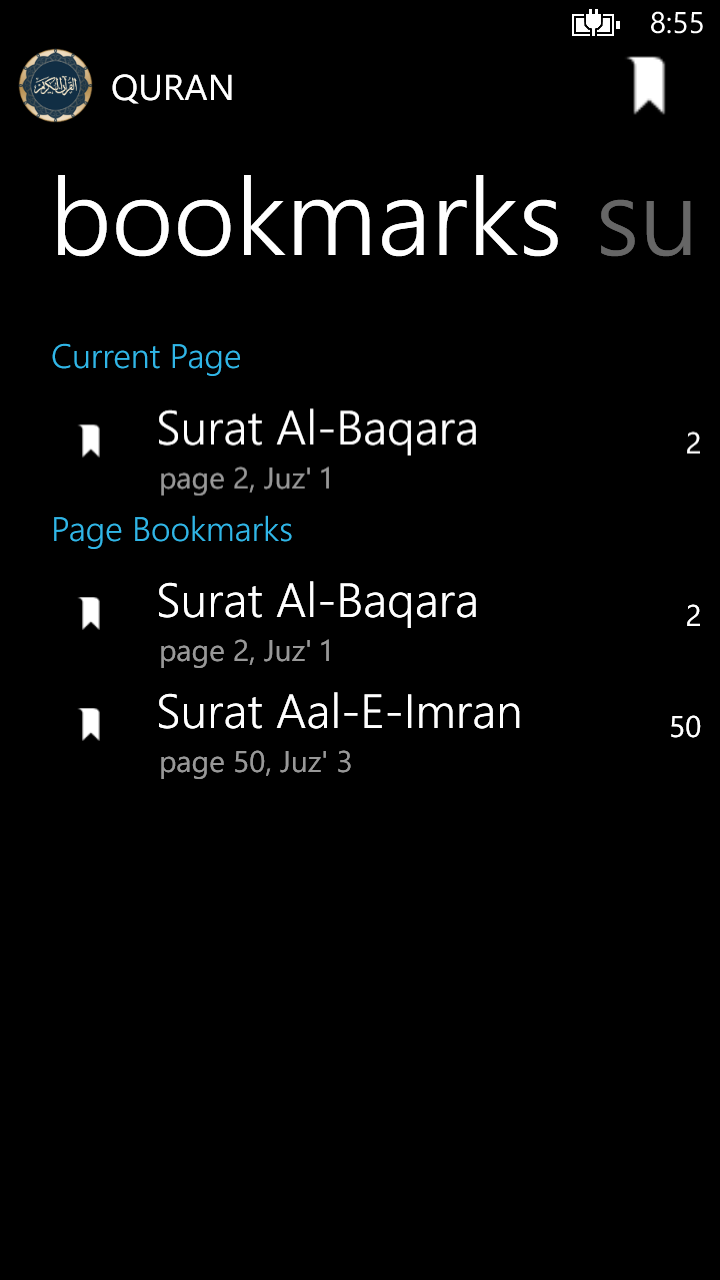 8:55
QURAN
bookmarks su
Current Page
Surat Al-Baqara 2
page 2, Juz' 1
Page Bookmarks
Surat Al-Baqara 2
page 2, Juz' 1
Surat Aal-E-Imran 50
page 50, Juz' 3